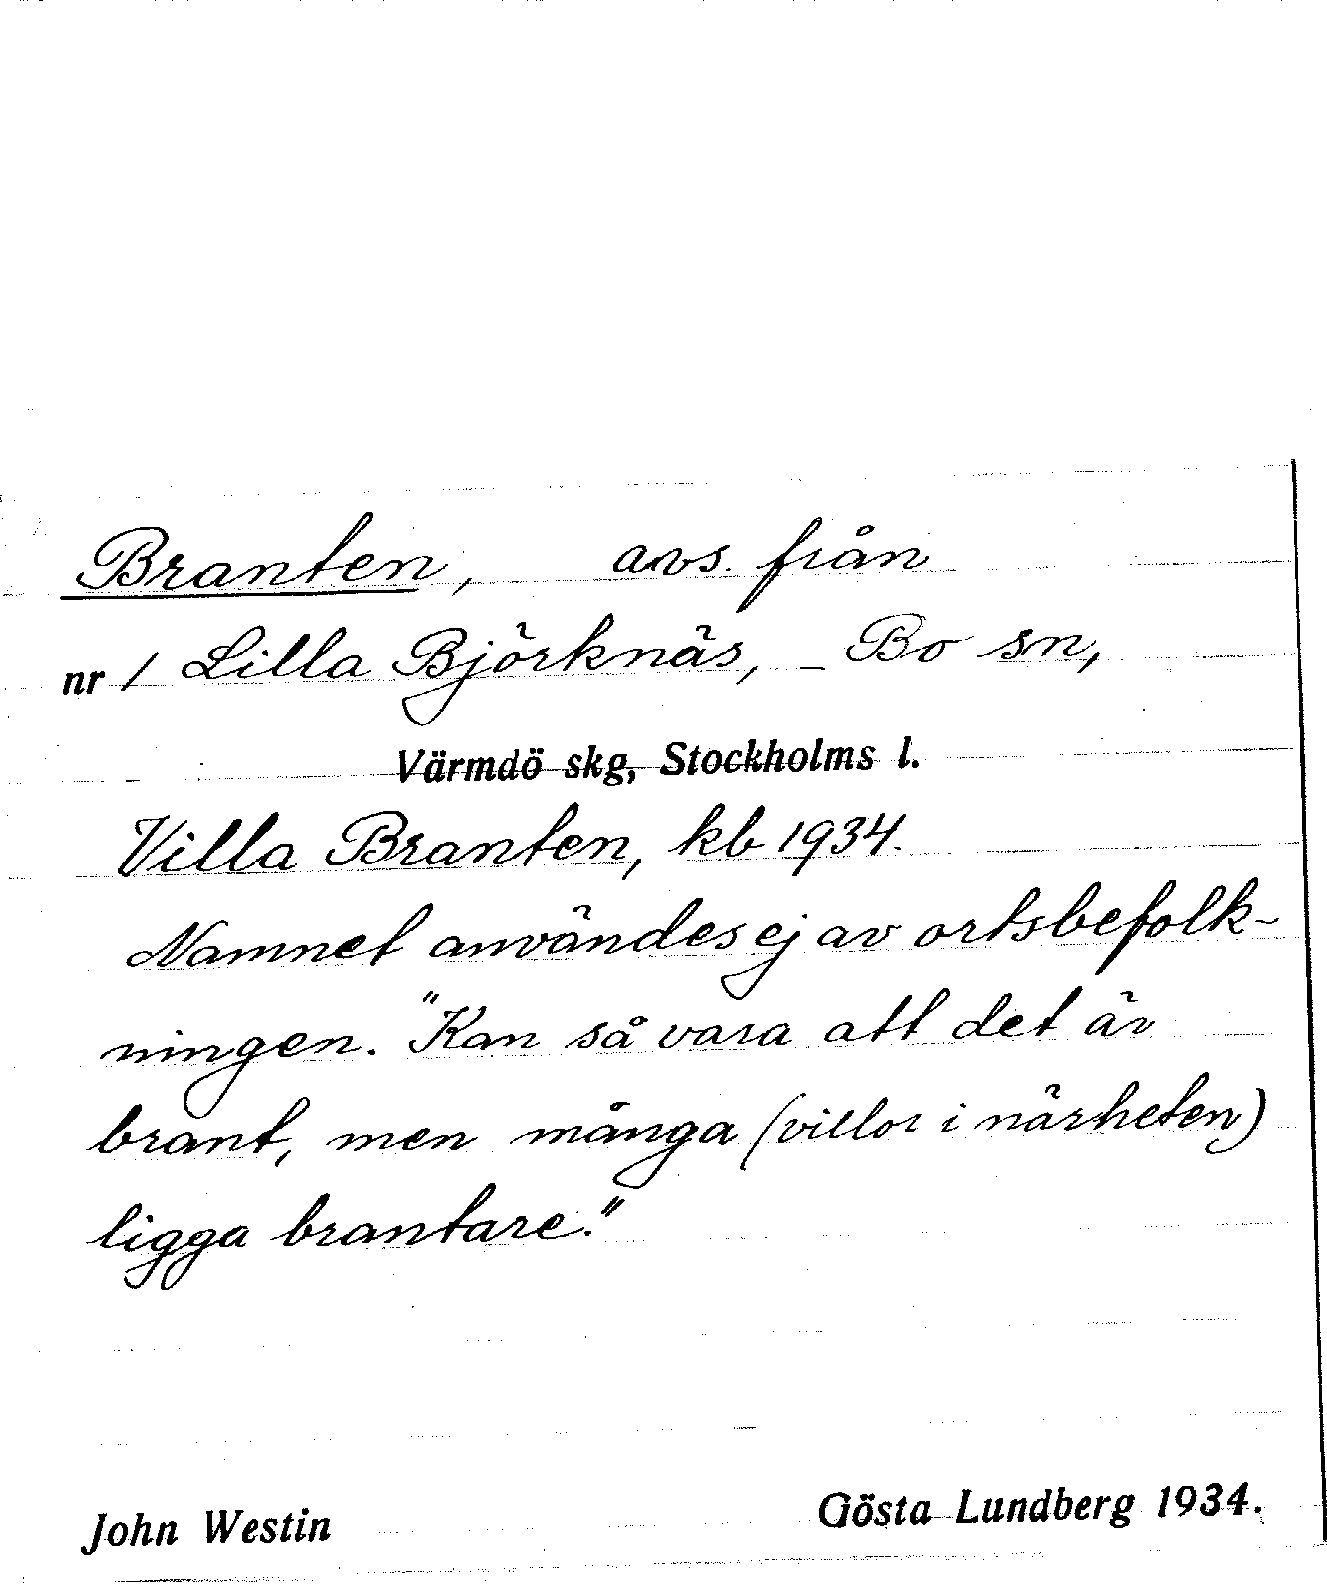 Branten, avs. från
nr 1 Lilla Björknäs, Bo sn,
Värmdö skg, Stockholms l.
Villa Branten, kb 1934.
Namnet användes ej av ortsbefolk-
ningen. "Kan så vara att det är
brant, men många (villor i närheten)
ligga brantare."
John Westin Gösta Lundberg 1934.